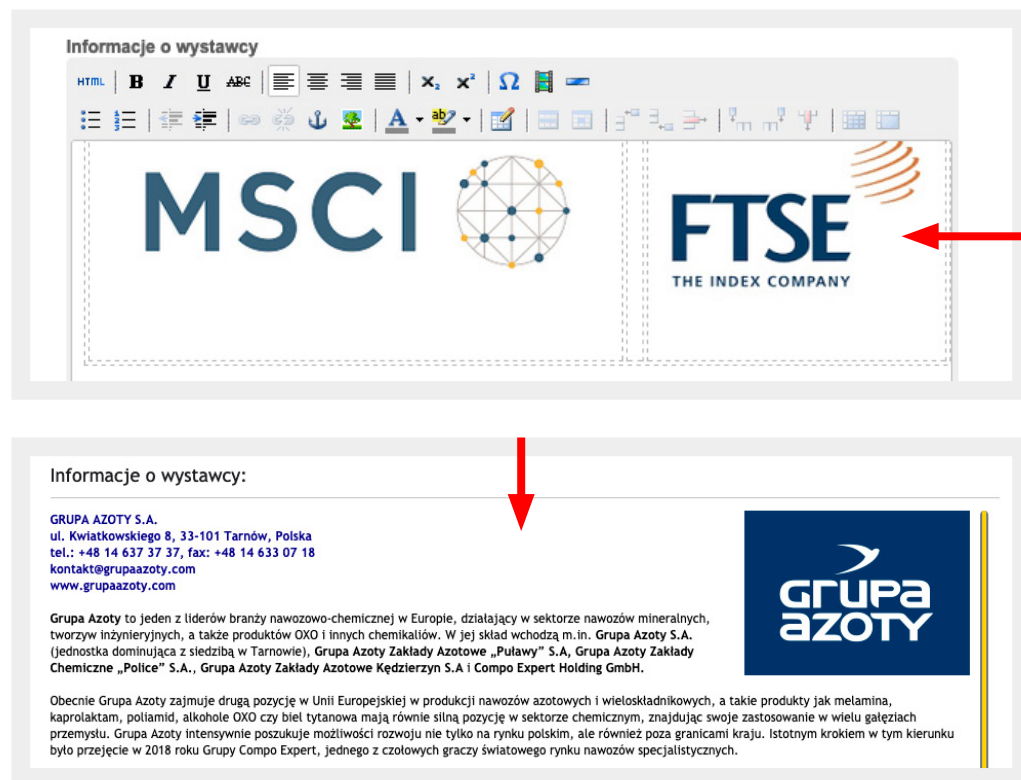 Informacje o wystawcy
HTML B I U ABC x₂ x² Ω
A ab
MSCI
FTSE
THE INDEX COMPANY
Informacje o wystawcy:
GRUPA AZOTY S.A.
ul. Kwiatkowskiego 8, 33-101 Tarnów, Polska
tel.: +48 14 637 37 37, fax: +48 14 633 07 18
kontakt@grupaazoty.com
www.grupaazoty.com
GRUPA
AZOTY
Grupa Azoty to jeden z liderów branży nawozowo-chemicznej w Europie, działający w sektorze nawozów mineralnych,
tworzyw inżynieryjnych, a także produktów OXO i innych chemikaliów. W jej skład wchodzą m.in. Grupa Azoty S.A.
(jednostka dominująca z siedzibą w Tarnowie), Grupa Azoty Zakłady Azotowe „Puławy” S.A, Grupa Azoty Zakłady
Chemiczne „Police” S.A., Grupa Azoty Zakłady Azotowe Kędzierzyn S.A i Compo Expert Holding GmbH.
Obecnie Grupa Azoty zajmuje drugą pozycję w Unii Europejskiej w produkcji nawozów azotowych i wieloskładnikowych, a takie produkty jak melamina,
kaprolaktam, poliamid, alkohole OXO czy biel tytanowa mają równie silną pozycję w sektorze chemicznym, znajdując swoje zastosowanie w wielu gałęziach
przemysłu. Grupa Azoty intensywnie poszukuje możliwości rozwoju nie tylko na rynku polskim, ale również poza granicami kraju. Istotnym krokiem w tym kierunku
było przejęcie w 2018 roku Grupy Compo Expert, jednego z czołowych graczy światowego rynku nawozów specjalistycznych.